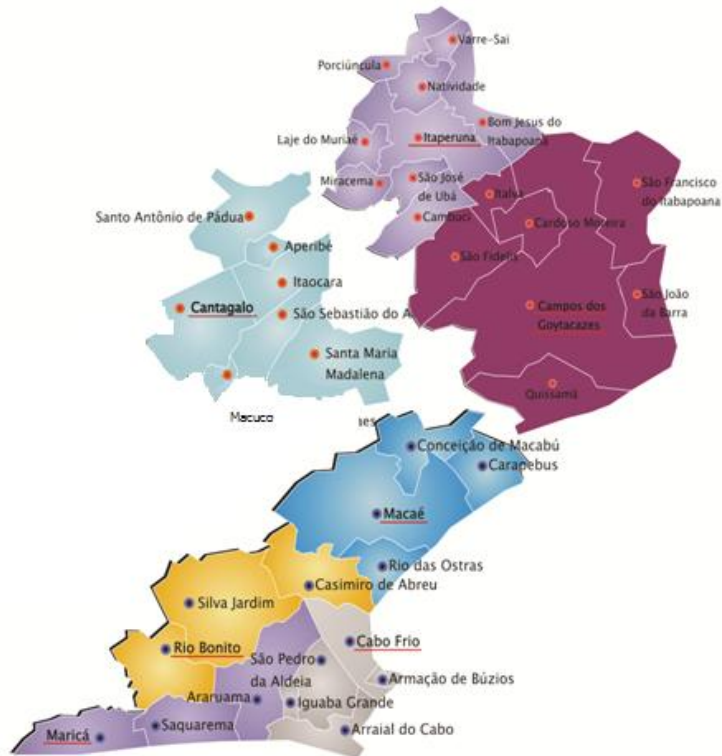 Varre-Sai
Porciúncula
Natividade
Bom Jesus do
Itabapoana
Laje do Muriaé
Itaperuna
Miracema
São José
de Ubá
Cambuci
Italva
São Francisco
do Itabapoana
Cardoso Moreira
São Fidelis
Santo Antônio de Pádua
Aperibé
Itaocara
Cantagalo
São Sebastião do A
Campos dos
Goytacazes
São João
da Barra
Santa Maria
Madalena
Quissamã
Macuco
aes
Conceição de Macabú
Carapebus
Macaé
Rio das Ostras
Casimiro de Abreu
Silva Jardim
Rio Bonito
Cabo Frio
São Pedro
da Aldeia
Armação de Búzios
Araruama
Iguaba Grande
Saquarema
Arraial do Cabo
Maricá